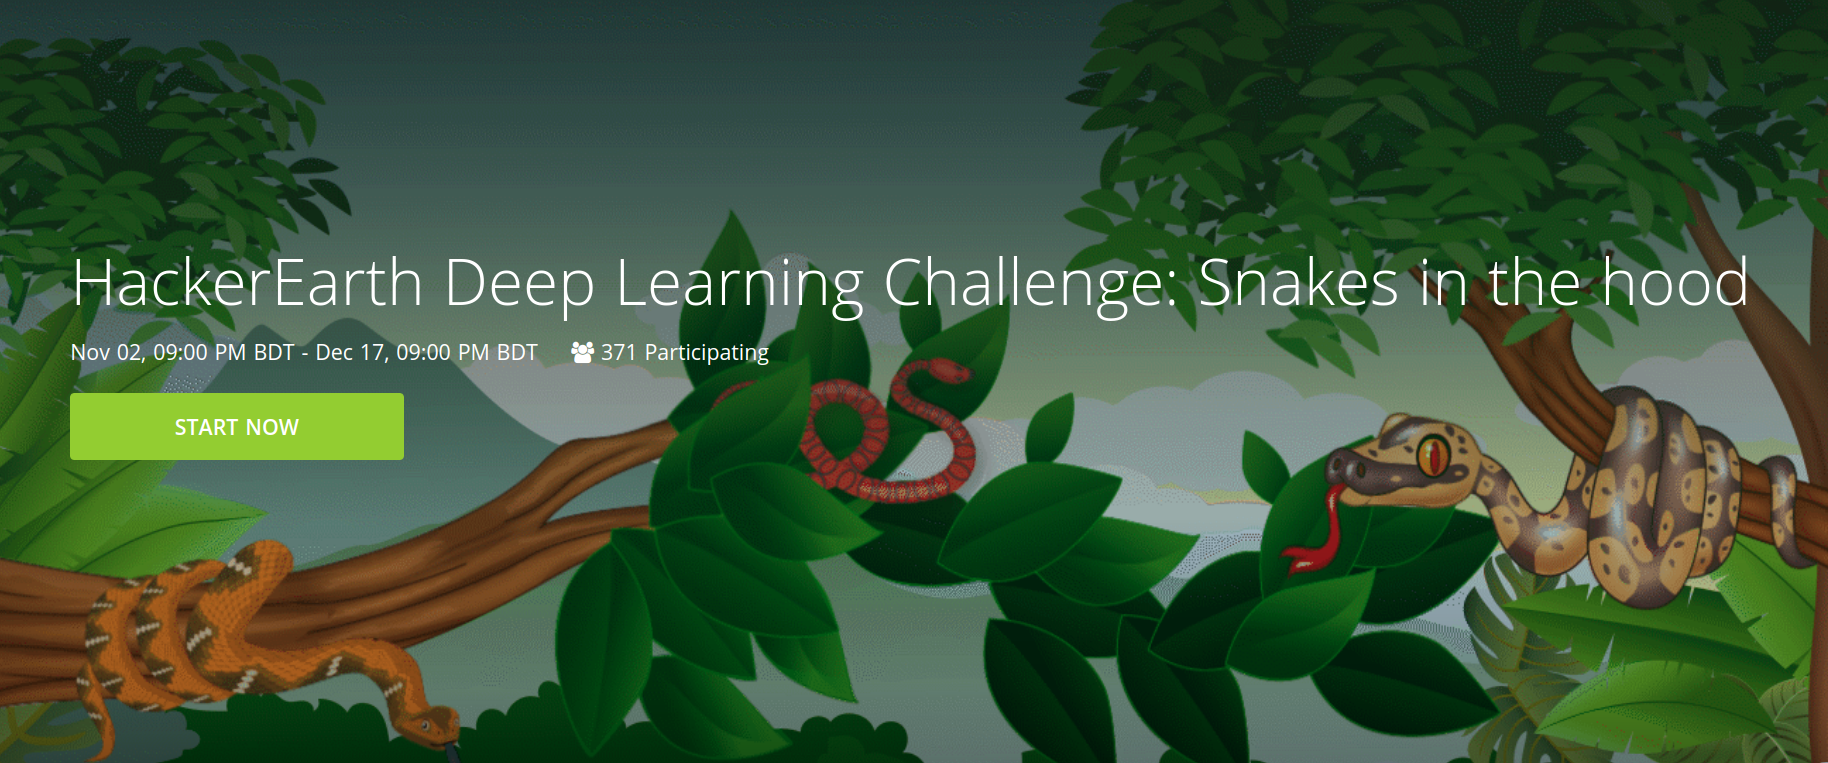 HackerEarth Deep Learning Challenge: Snakes in the hood
Nov 02, 09:00 PM BDT - Dec 17, 09:00 PM BDT 371 Participating
START NOW